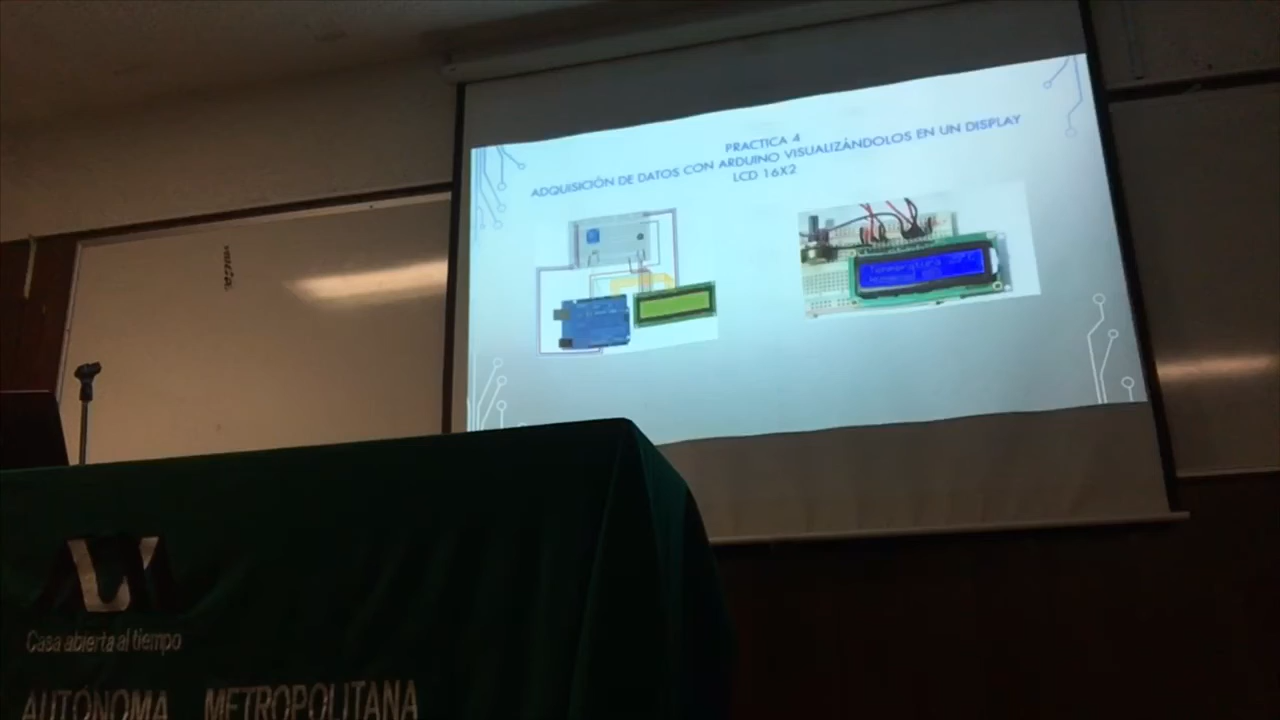 PRACTICA 4
ADQUISICIÓN DE DATOS CON ARDUINO VISUALIZÁNDOLOS EN UN DISPLAY
LCD 16X2
Casa abierta al tiempo
AUTÓNOMA METROPOLITANA